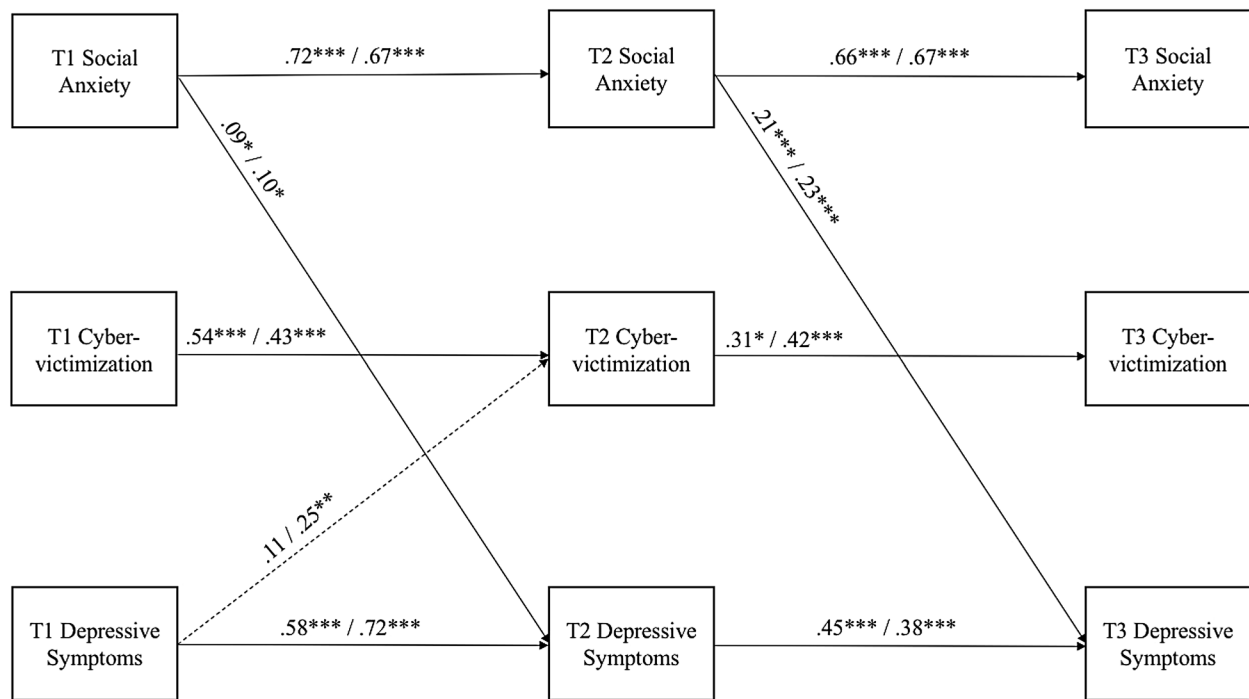 T1 Social
Anxiety
.72*** / .67***
T2 Social
Anxiety
.66*** / .67***
T3 Social
Anxiety
.09* / .10*
.21*** / .23***
T1 Cyber-
victimization
.54*** / .43***
T2 Cyber-
victimization
.31* / .42***
T3 Cyber-
victimization
.11 / .25**
T1 Depressive
Symptoms
.58*** / .72***
T2 Depressive
Symptoms
.45*** / .38***
T3 Depressive
Symptoms